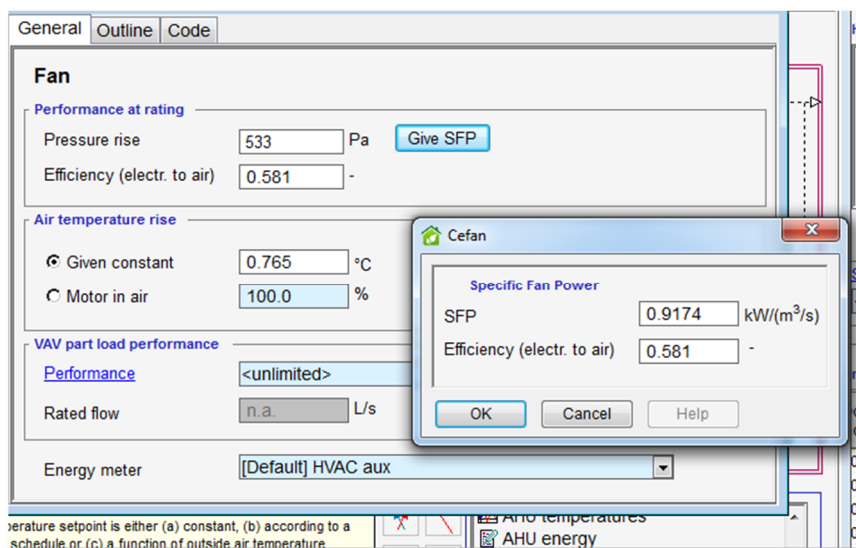 General Outline Code
Fan
Performance at rating
Pressure rise 533 Pa Give SFP
Efficiency (electr. to air) 0.581 -
Air temperature rise
Given constant 0.765 °C
Motor in air 100.0 %
VAV part load performance
Performance <unlimited>
Rated flow n.a. L/s
Energy meter [Default] HVAC aux
Cefan
Specific Fan Power
SFP 0.9174 kW/(m³/s)
Efficiency (electr. to air) 0.581 -
OK Cancel Help
perature setpoint is either (a) constant, (b) according to a
schedule or (c) a function of outside air temperature
AHU temperatures
AHU energy